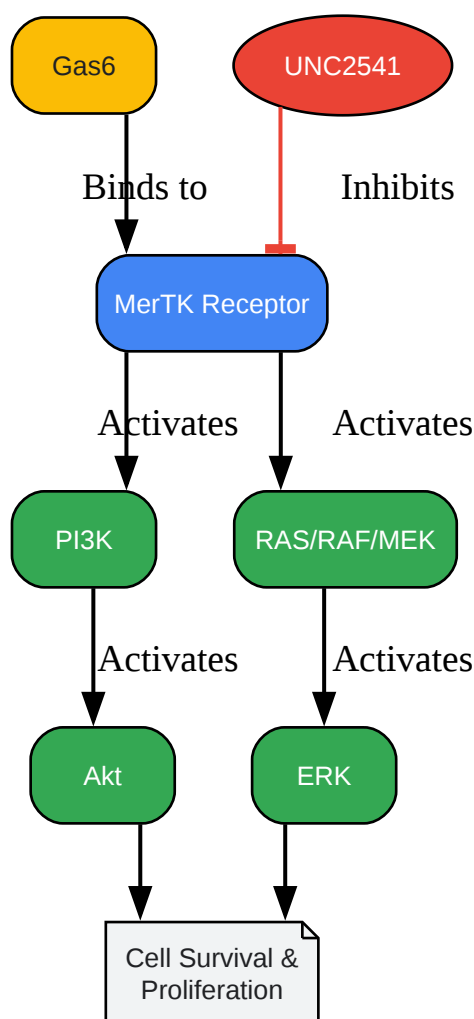 Gas6
UNC2541
Binds to
Inhibits
MerTK Receptor
Activates
Activates
PI3K
RAS/RAF/MEK
Activates
Activates
Akt
ERK
Cell Survival &
Proliferation